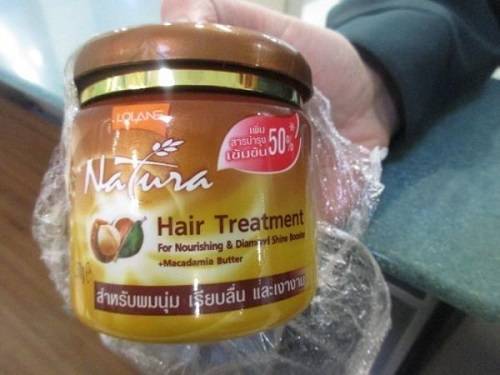 LOLANE
Natura
เพิ่ม
สารบำรุง
เข้มข้น 50%
Hair Treatment
For Nourishing & Diamond Shine Booster
+Macadamia Butter
สำหรับผมนุ่ม เรียบลื่น และเงางาม